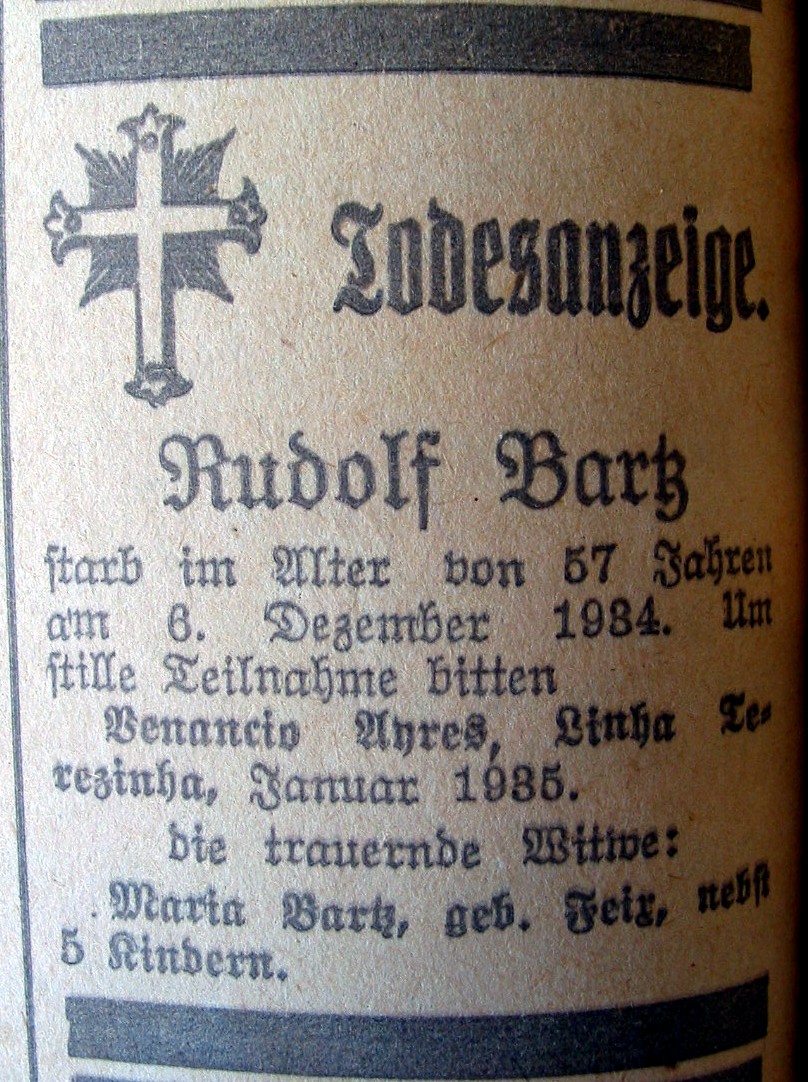 Todesanzeige.
Rudolf Bartz
starb im Alter von 57 Jahren
am 6. Dezember 1934. Um
stille Teilnahme bitten
Venancio Ayres, Linha Te-
rezinha, Januar 1935.
die trauernde Witwe:
Maria Bartz, geb. Feix, nebst
5 Kindern.